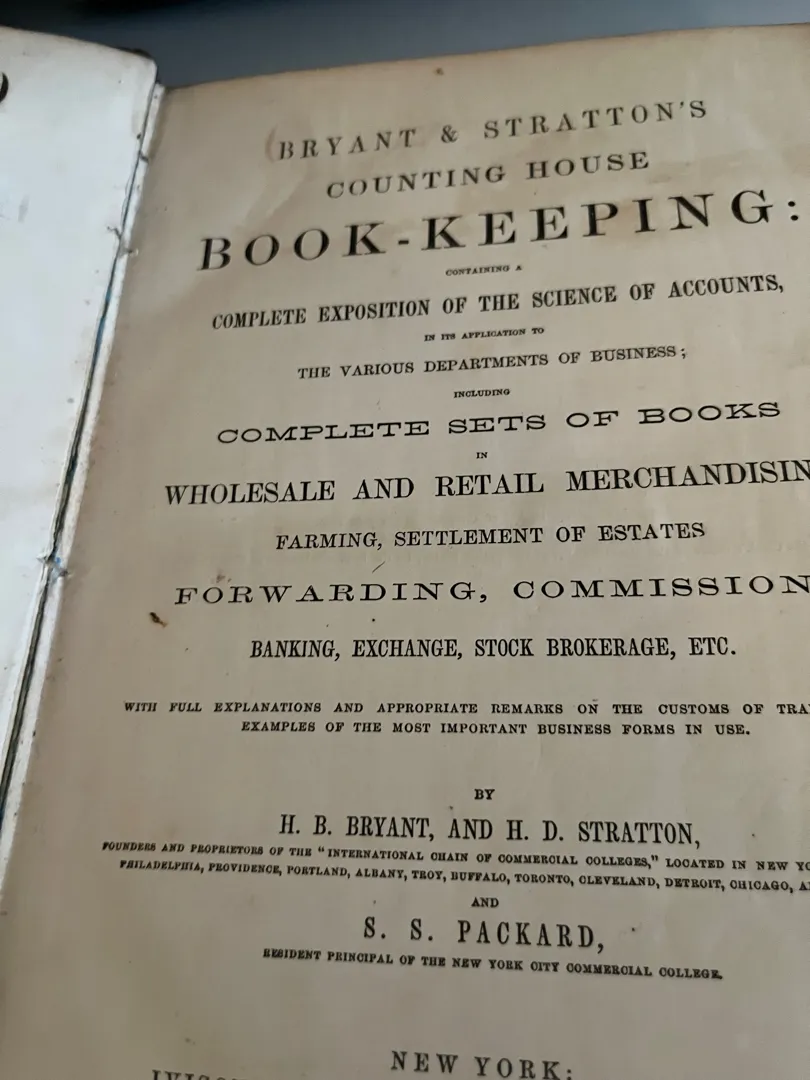 BRYANT & STRATTON'S
COUNTING HOUSE
BOOK-KEEPING:
CONTAINING A
COMPLETE EXPOSITION OF THE SCIENCE OF ACCOUNTS,
IN ITS APPLICATION TO
THE VARIOUS DEPARTMENTS OF BUSINESS;
INCLUDING
COMPLETE SETS OF BOOKS
IN
WHOLESALE AND RETAIL MERCHANDISIN
FARMING, SETTLEMENT OF ESTATES
FORWARDING, COMMISSION
BANKING, EXCHANGE, STOCK BROKERAGE, ETC.
WITH FULL EXPLANATIONS AND APPROPRIATE REMARKS ON THE CUSTOMS OF TRA
EXAMPLES OF THE MOST IMPORTANT BUSINESS FORMS IN USE.
BY
H. B. BRYANT, AND H. D. STRATTON,
FOUNDERS AND PROPRIETORS OF THE "INTERNATIONAL CHAIN OF COMMERCIAL COLLEGES," LOCATED IN NEW YO
PHILADELPHIA, PROVIDENCE, PORTLAND, ALBANY, TROY, BUFFALO, TORONTO, CLEVELAND, DETROIT, CHICAGO, A
AND
S. S. PACKARD,
RESIDENT PRINCIPAL OF THE NEW YORK CITY COMMERCIAL COLLEGE.
NEW YORK: